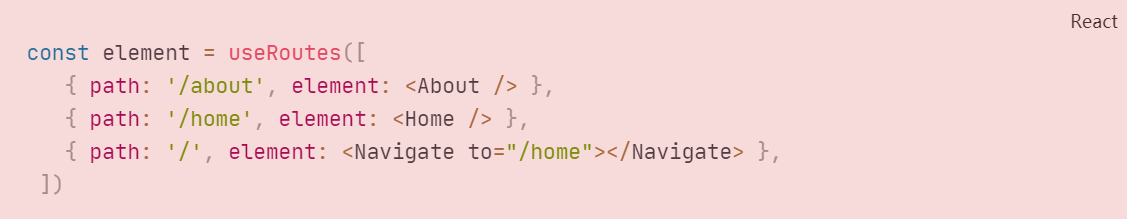 React
const element = useRoutes([
   { path: '/about', element: <About /> },
   { path: '/home', element: <Home /> },
   { path: '/', element: <Navigate to="/home"></Navigate> },
 ])